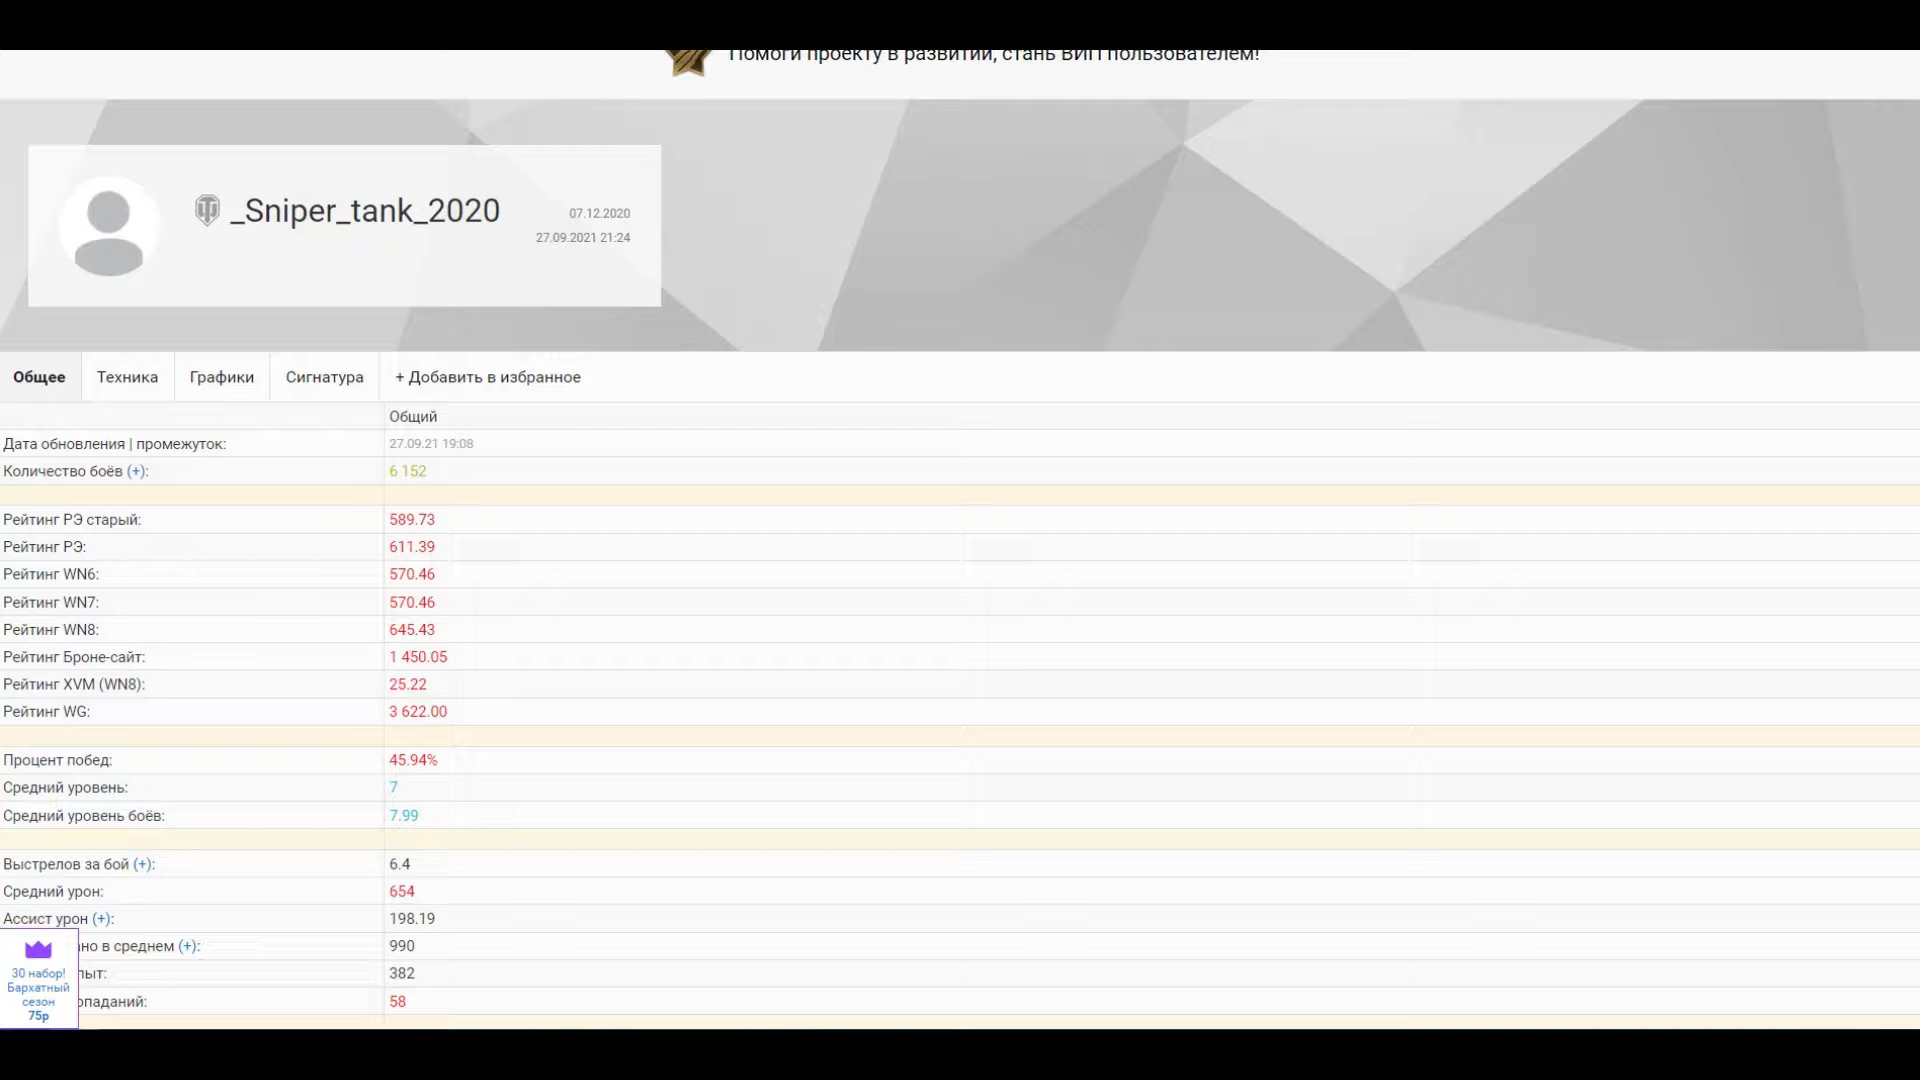 Помоги проекту в развитии, стань ВИП пользователем!
_Sniper_tank_2020
07.12.2020
27.09.2021 21:24
Общее Техника Графики Сигнатура + Добавить в избранное
Общий
Дата обновления | промежуток: 27.09.21 19:08
Количество боёв (+): 6 152
Рейтинг РЭ старый: 589.73
Рейтинг РЭ: 611.39
Рейтинг WN6: 570.46
Рейтинг WN7: 570.46
Рейтинг WN8: 645.43
Рейтинг Броне-сайт: 1 450.05
Рейтинг XVM (WN8): 25.22
Рейтинг WG: 3 622.00
Процент побед: 45.94%
Средний уровень: 7
Средний уровень боёв: 7.99
Выстрелов за бой (+): 6.4
Средний урон: 654
Ассист урон (+): 198.19
ано в среднем (+): 990
пыт: 382
опаданий: 58
30 набор!
Бархатный
сезон
75р